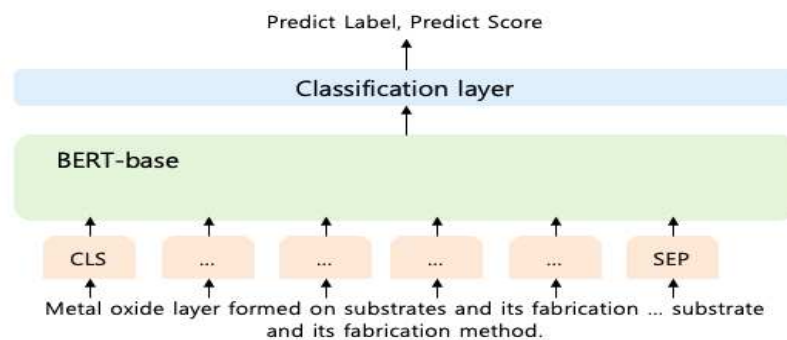 Predict Label, Predict Score
Classification layer
BERT-base
CLS ... ... ... ... SEP
Metal oxide layer formed on substrates and its fabrication ... substrate
and its fabrication method.